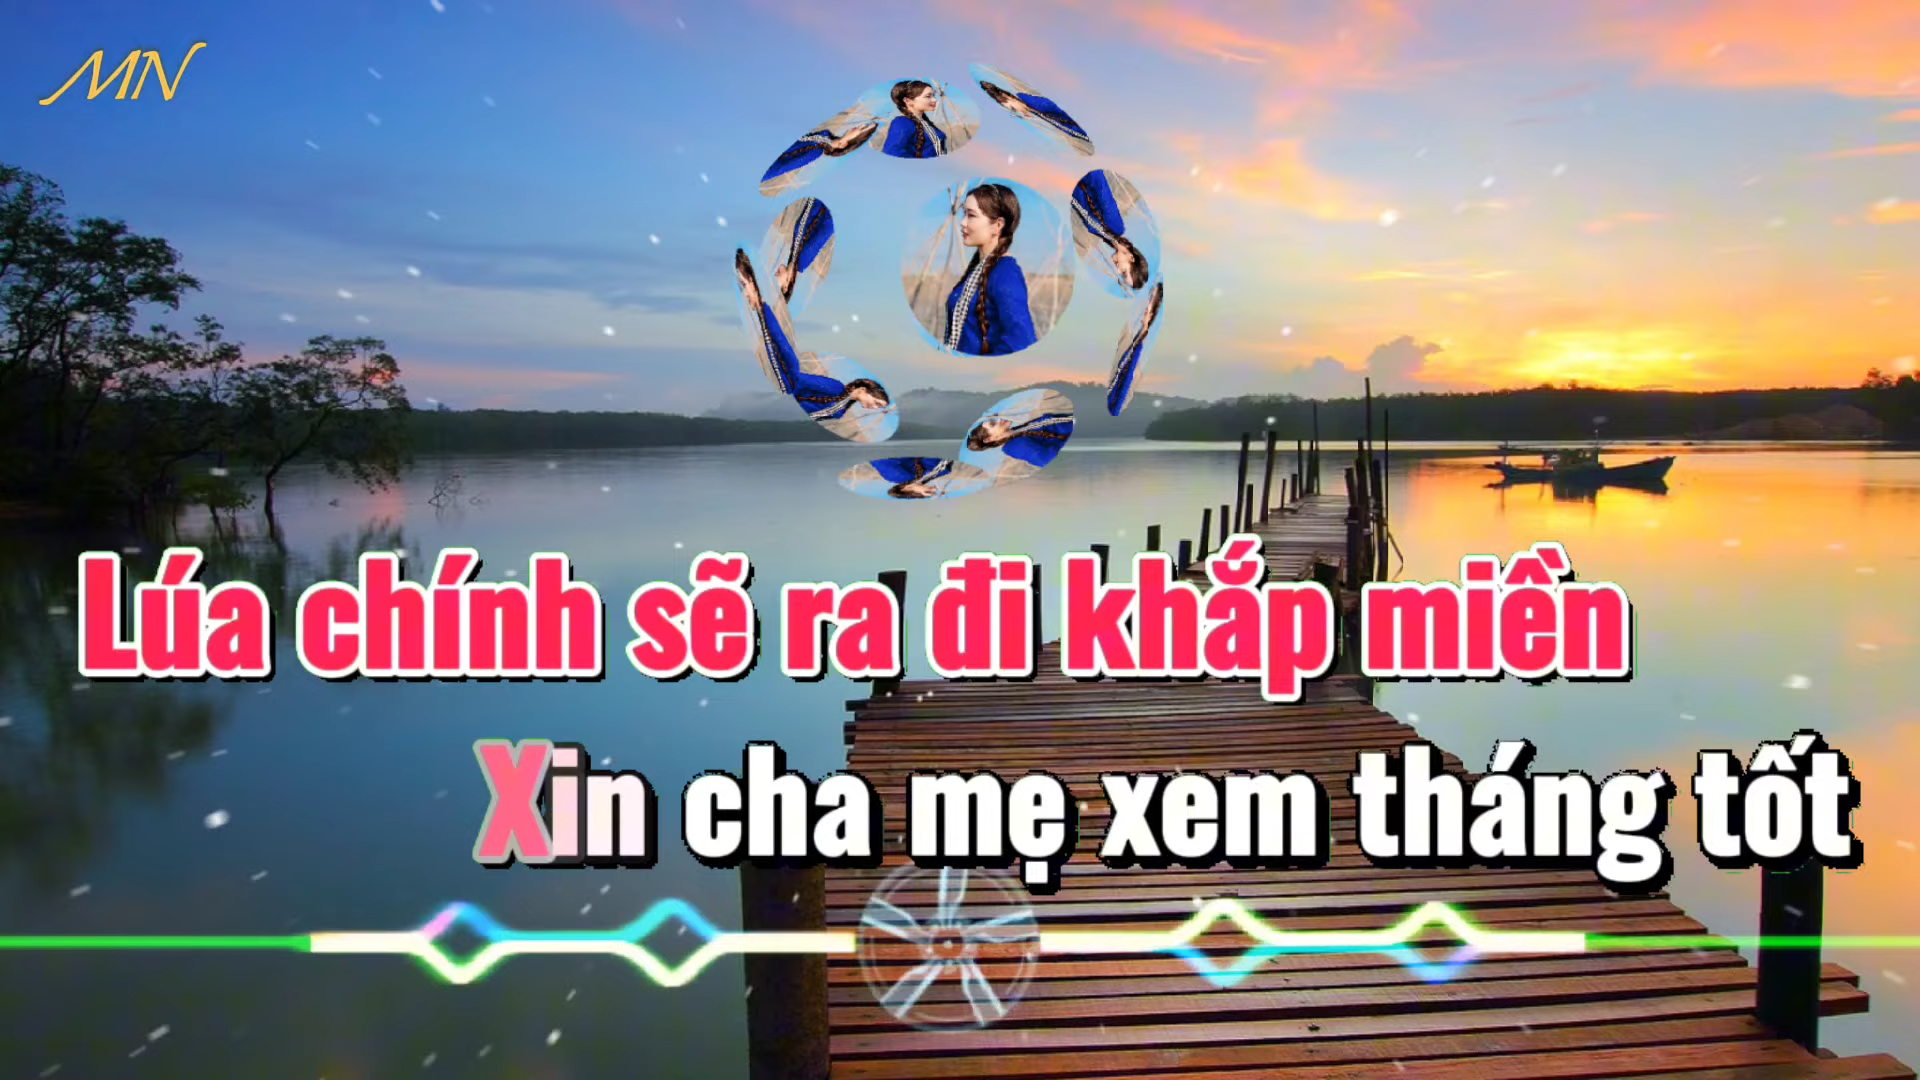 MN
Lúa chính sẽ ra đi khắp miền
Xin cha mẹ xem tháng tốt